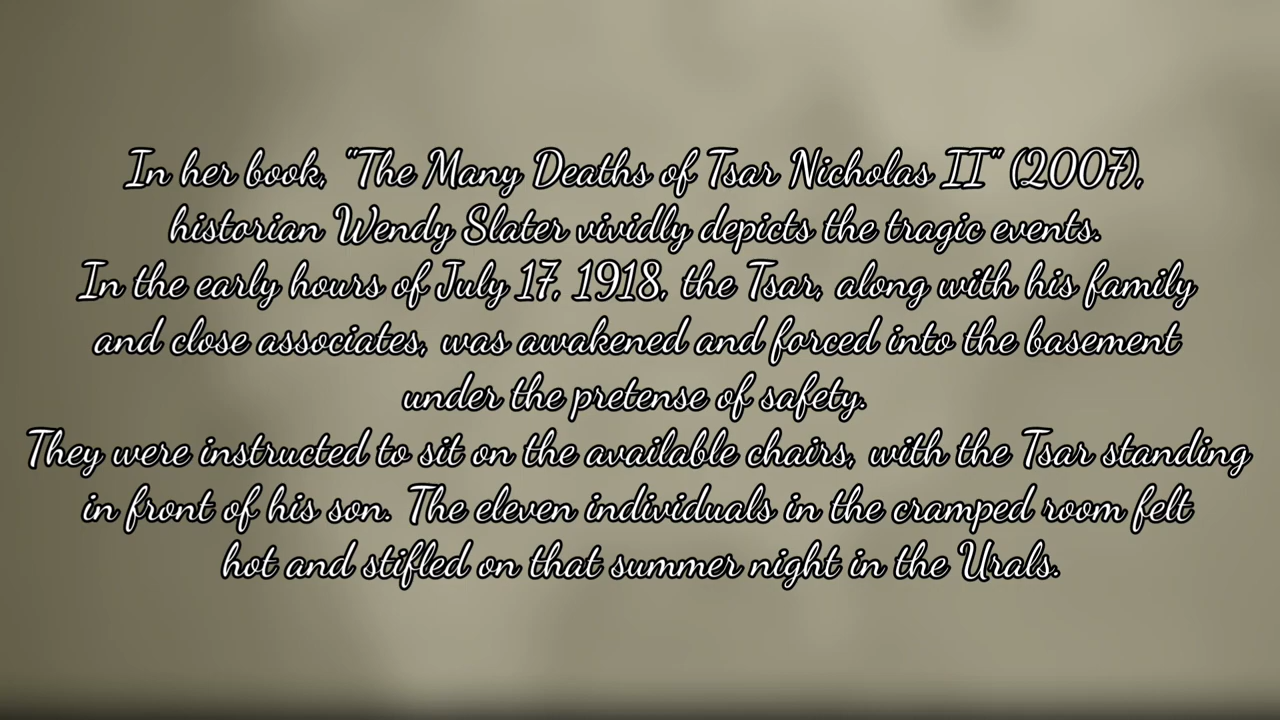 In her book, "The Many Deaths of Tsar Nicholas II" (2007),
historian Wendy Slater vividly depicts the tragic events.
In the early hours of July 17, 1918, the Tsar, along with his family
and close associates, was awakened and forced into the basement
under the pretense of safety.
They were instructed to sit on the available chairs, with the Tsar standing
in front of his son. The eleven individuals in the cramped room felt
hot and stifled on that summer night in the Urals.